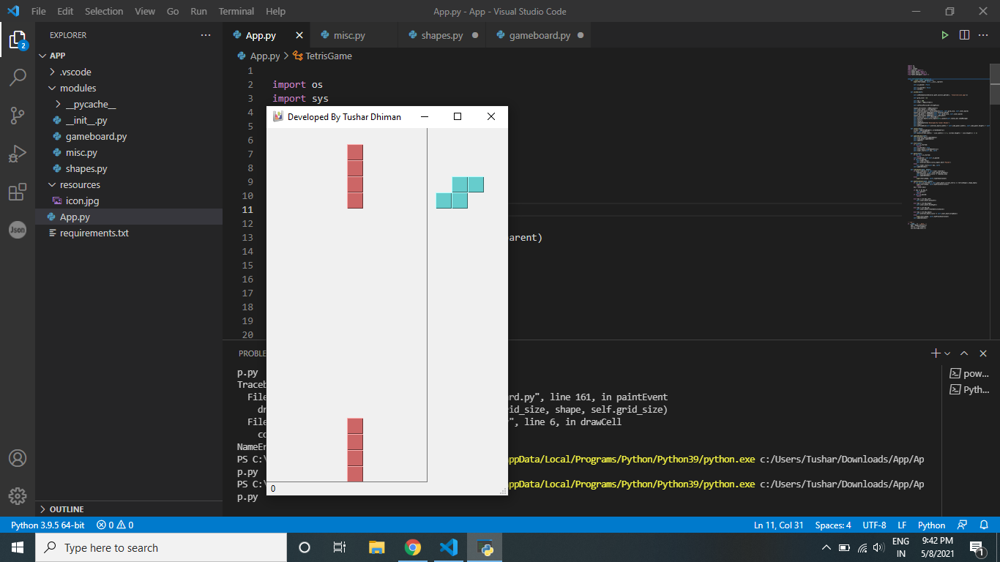 File Edit Selection View Go Run Terminal Help App.py - App - Visual Studio Code
EXPLORER
APP
.vscode
modules
__pycache__
__init__.py
gameboard.py
misc.py
shapes.py
resources
icon.jpg
App.py
requirements.txt
OUTLINE
2
Json
App.py misc.py shapes.py gameboard.py
App.py > TetrisGame
1
2 import os
3 import sys
4
5
6
7
8
9
10
11
12
13 arent)
14
15
16
17
18
19
20
Developed By Tushar Dhiman
0
PROBLE
p.py
Traceb
File rd.py", line 161, in paintEvent
dr id_size, shape, self.grid_size)
File ", line 6, in drawCell
co
NameEr
PS C:\ ppData/Local/Programs/Python/Python39/python.exe c:/Users/Tushar/Downloads/App/Ap
p.py
PS C:\ ppData/Local/Programs/Python/Python39/python.exe c:/Users/Tushar/Downloads/App/Ap
p.py
pow...
Pyth...
Python 3.9.5 64-bit 0 0 Ln 11, Col 31 Spaces: 4 UTF-8 LF Python
Type here to search
ENG
IN
9:42 PM
5/8/2021
1